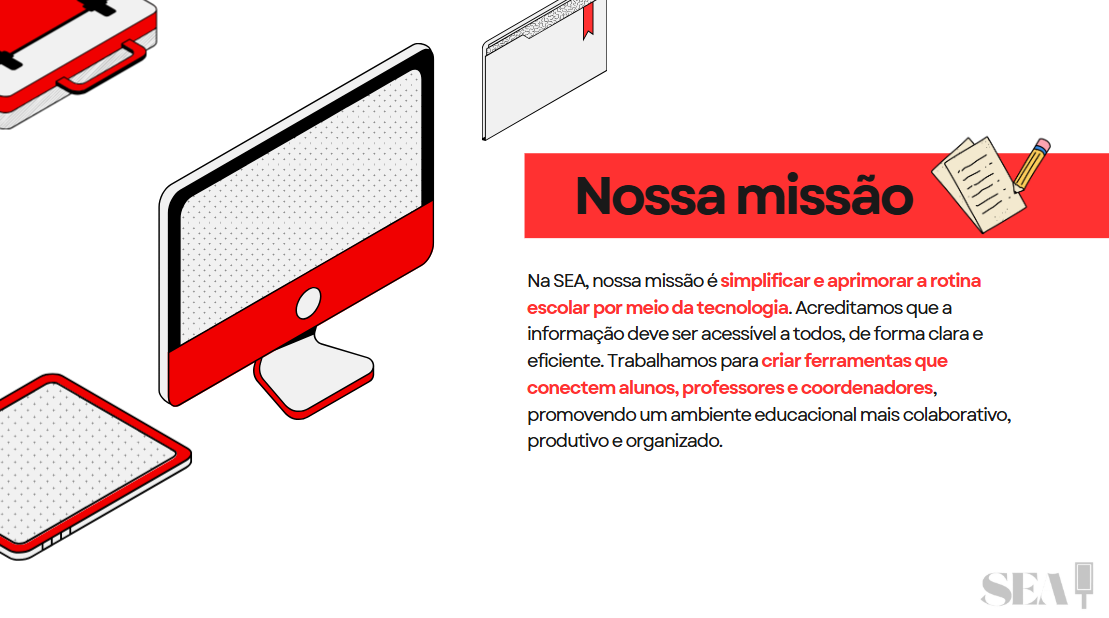 Nossa missão
Na SEA, nossa missão é simplificar e aprimorar a rotina
escolar por meio da tecnologia. Acreditamos que a
informação deve ser acessível a todos, de forma clara e
eficiente. Trabalhamos para criar ferramentas que
conectem alunos, professores e coordenadores,
promovendo um ambiente educacional mais colaborativo,
produtivo e organizado.
SEA